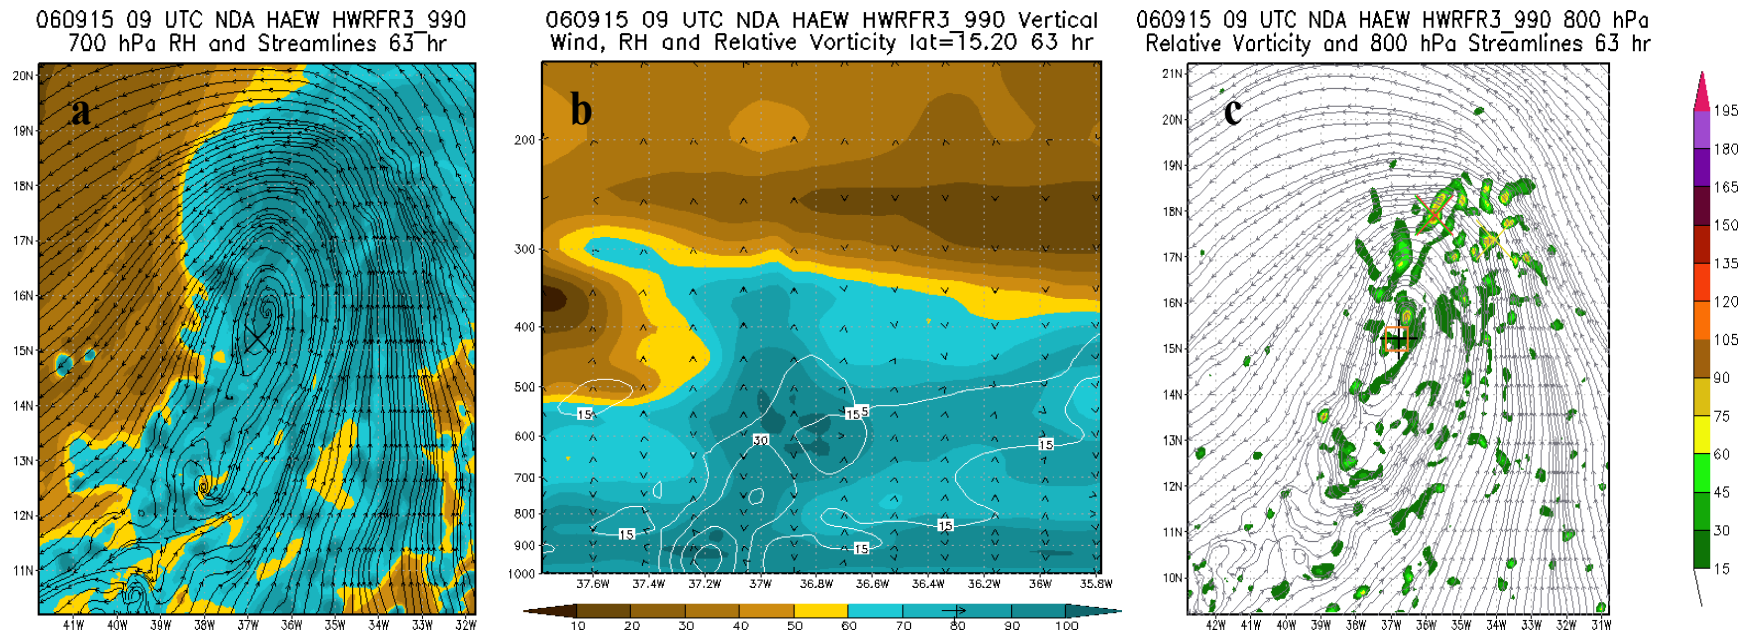 060915 09 UTC NDA HAEW HWRFR3_990
700 hPa RH and Streamlines 63 hr
a
20N
19N
18N
17N
16N
15N
14N
13N
12N
11N
41W 40W 39W 38W 37W 36W 35W 34W 33W 32W
060915 09 UTC NDA HAEW HWRFR3_990 Vertical
Wind, RH and Relative Vorticity lat=15.20 63 hr
b
200
300
400
500
600
700
800
900
1000
15
15
5
30
15
15
15
15
37.6W 37.4W 37.2W 37W 36.8W 36.6W 36.4W 36.2W 36W 35.8W
10 20 30 40 50 60 70 80 90 100
060915 09 UTC NDA HAEW HWRFR3_990 800 hPa
Relative Vorticity and 800 hPa Streamlines 63 hr
c
21N
20N
19N
18N
17N
16N
15N
14N
13N
12N
11N
10N
42W 41W 40W 39W 38W 37W 36W 35W 34W 33W 32W 31W
195
180
165
150
135
120
105
90
75
60
45
30
15